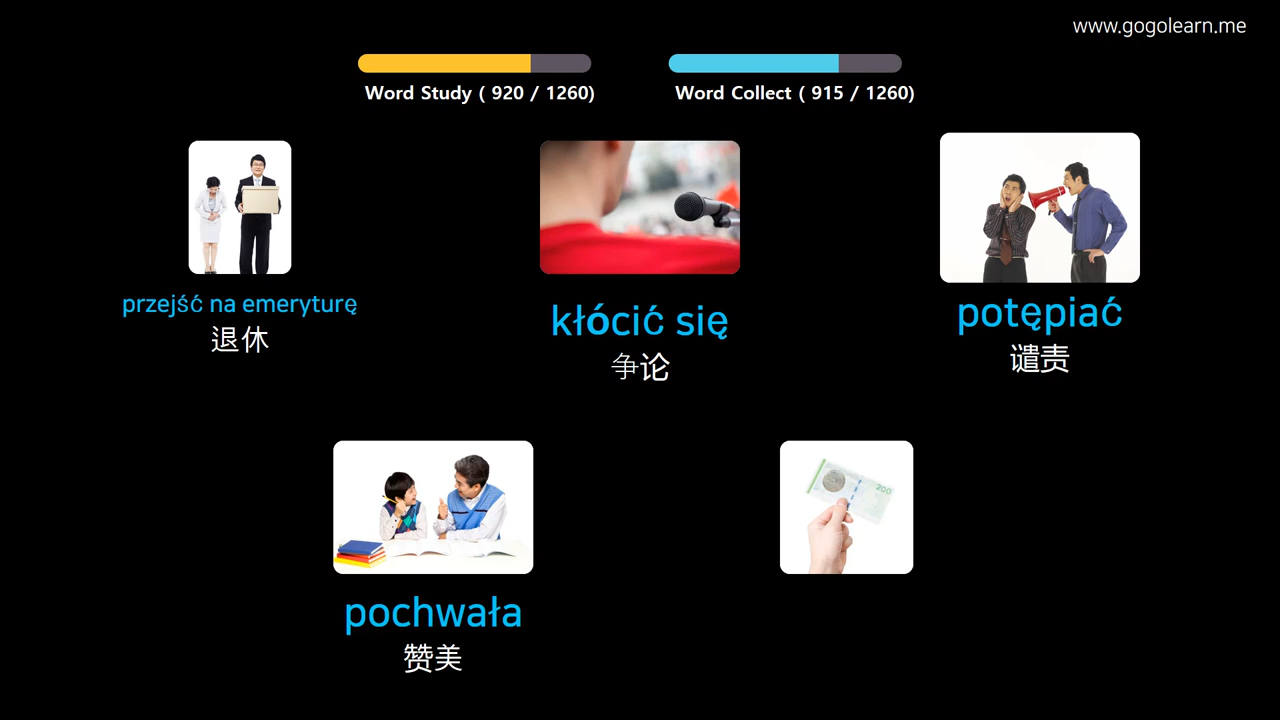 www.gogolearn.me
Word Study ( 920 / 1260)
Word Collect ( 915 / 1260)
przejść na emeryturę
退休
kłócić się
争论
potępiać
谴责
pochwała
赞美
200